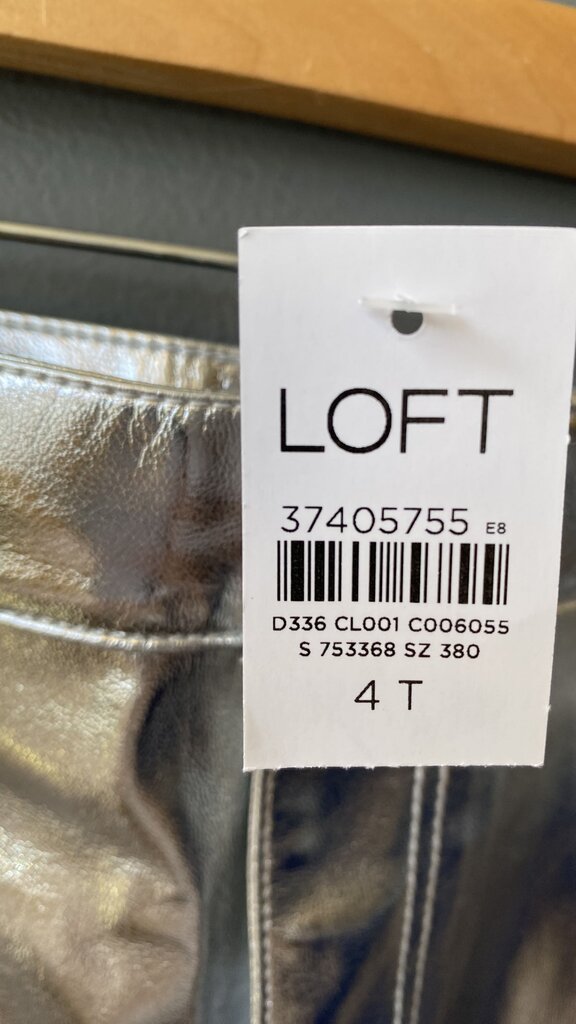 LOFT
37405755 E8
D336 CL001 C006055
S 753368 SZ 380
4 T